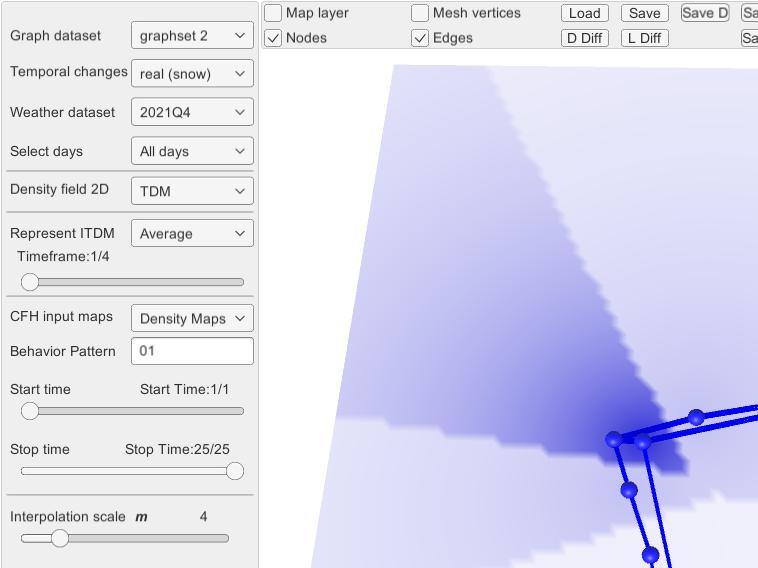 Map layer Mesh vertices Load Save Save D Sa
Nodes Edges D Diff L Diff Sa
Graph dataset graphset 2
Temporal changes real (snow)
Weather dataset 2021Q4
Select days All days
Density field 2D TDM
Represent ITDM Average
Timeframe:1/4
CFH input maps Density Maps
Behavior Pattern 01
Start time Start Time:1/1
Stop time Stop Time:25/25
Interpolation scale m 4